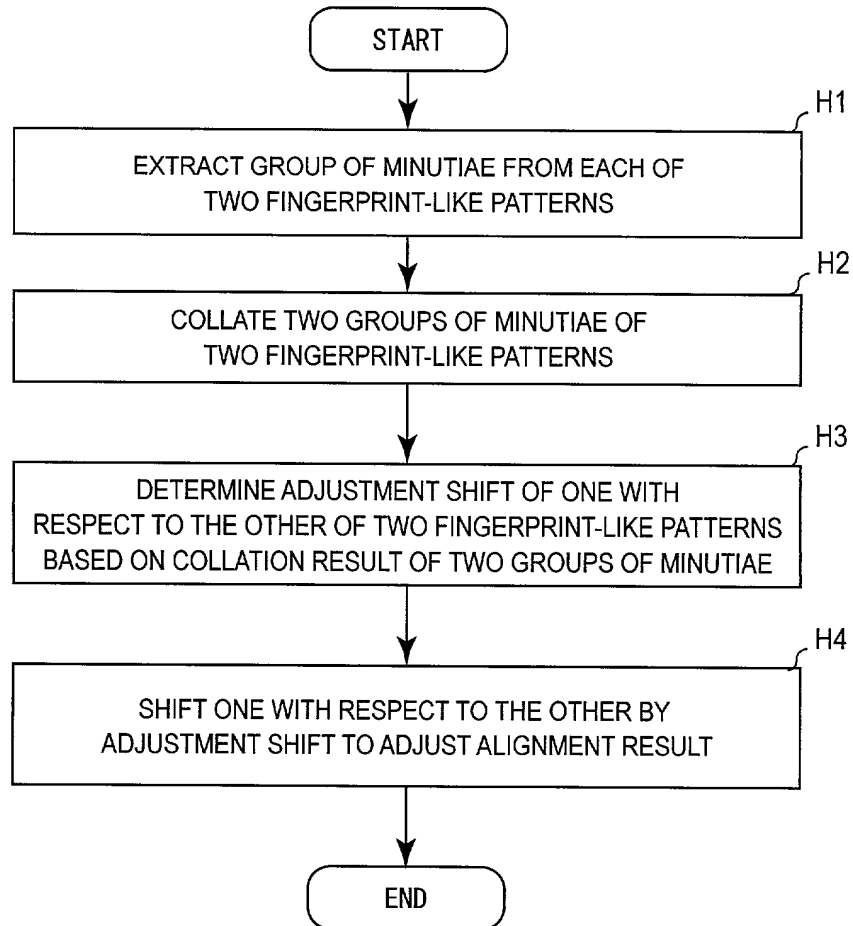 START
H1
EXTRACT GROUP OF MINUTIAE FROM EACH OF
TWO FINGERPRINT-LIKE PATTERNS
H2
COLLATE TWO GROUPS OF MINUTIAE OF
TWO FINGERPRINT-LIKE PATTERNS
H3
DETERMINE ADJUSTMENT SHIFT OF ONE WITH
RESPECT TO THE OTHER OF TWO FINGERPRINT-LIKE PATTERNS
BASED ON COLLATION RESULT OF TWO GROUPS OF MINUTIAE
H4
SHIFT ONE WITH RESPECT TO THE OTHER BY
ADJUSTMENT SHIFT TO ADJUST ALIGNMENT RESULT
END